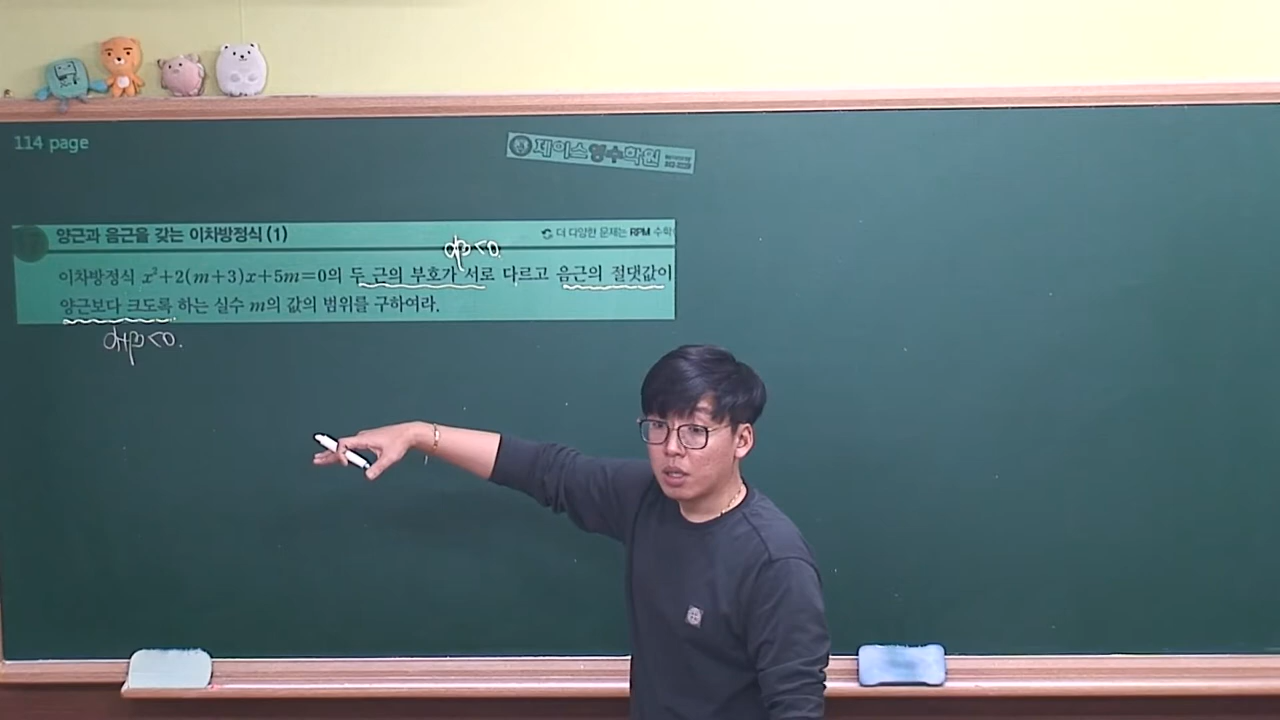 114 page
제이스영수학원
양근과 음근을 갖는 이차방정식 (1)
더 다양한 문제는 RPM 수학
αβ<0.
이차방정식 x²+2(m+3)x+5m=0의 두 근의 부호가 서로 다르고 음근의 절댓값이
양근보다 크도록 하는 실수 m의 값의 범위를 구하여라.
α+β<0.